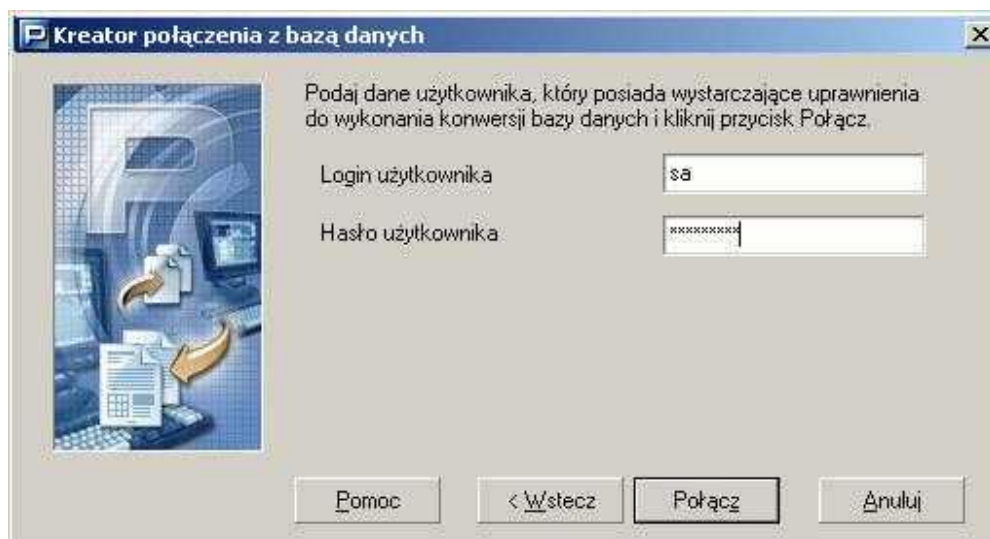 Kreator połączenia z bazą danych
Podaj dane użytkownika, który posiada wystarczające uprawnienia
do wykonania konwersji bazy danych i kliknij przycisk Połącz.
Login użytkownika
sa
Hasło użytkownika
*********
Pomoc
< Wstecz
Połącz
Anuluj